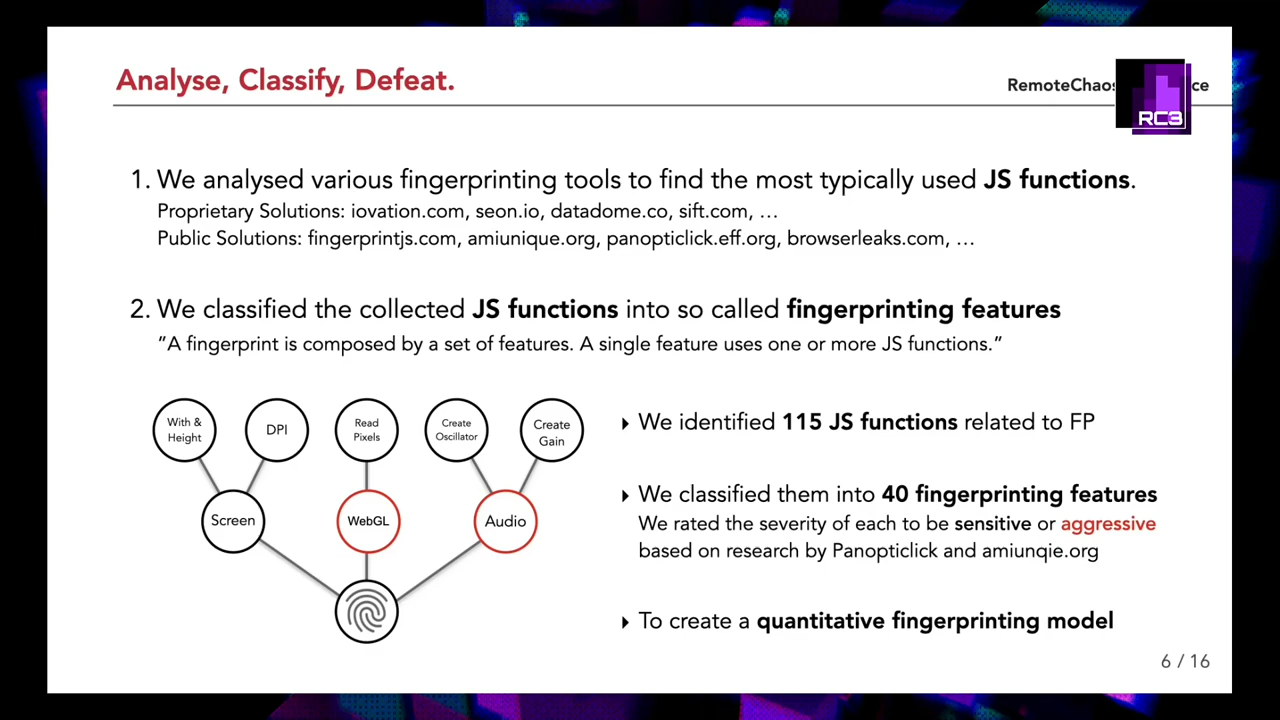 Analyse, Classify, Defeat.
RemoteChaos ce
RC3
1. We analysed various fingerprinting tools to find the most typically used JS functions.
Proprietary Solutions: iovation.com, seon.io, datadome.co, sift.com, …
Public Solutions: fingerprintjs.com, amiunique.org, panopticlick.eff.org, browserleaks.com, …
2. We classified the collected JS functions into so called fingerprinting features
”A fingerprint is composed by a set of features. A single feature uses one or more JS functions.”
With &
Height
DPI
Read
Pixels
Create
Oscillator
Create
Gain
Screen
WebGL
Audio
We identified 115 JS functions related to FP
We classified them into 40 fingerprinting features
We rated the severity of each to be sensitive or aggressive
based on research by Panopticlick and amiunqie.org
To create a quantitative fingerprinting model
6 / 16